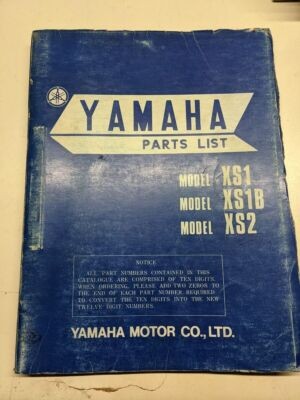 YAMAHA
PARTS LIST
MODEL XS1
MODEL XS1B
MODEL XS2
NOTICE
ALL PART NUMBERS CONTAINED IN THIS
CATALOGUE ARE COMPRISED OF TEN DIGITS.
WHEN ORDERING, PLEASE ADD TWO ZEROS TO
THE END OF EACH PART NUMBER REQUIRED
TO CONVERT THE TEN DIGITS INTO THE NEW
TWELVE DIGIT NUMBERS.
YAMAHA MOTOR CO., LTD.